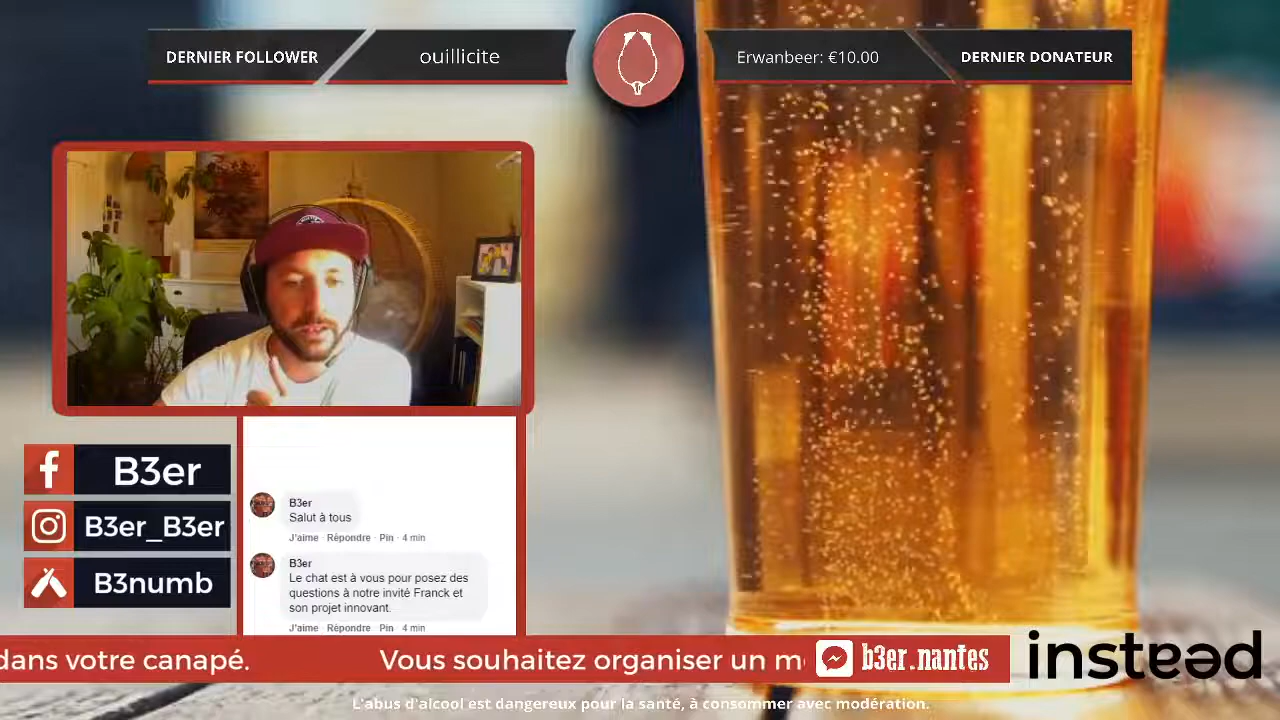 DERNIER FOLLOWER
ouillicite
Erwanbeer: €10.00
DERNIER DONATEUR
B3er
B3er_B3er
B3numb
B3er
Salut à tous
J'aime · Répondre · Pin · 4 min
B3er
Le chat est à vous pour posez des
questions à notre invité Franck et
son projet innovant.
J'aime · Répondre · Pin · 4 min
dans votre canapé.
Vous souhaitez organiser un m
b3er.nantes
instead
L'abus d'alcool est dangereux pour la santé, à consommer avec modération.